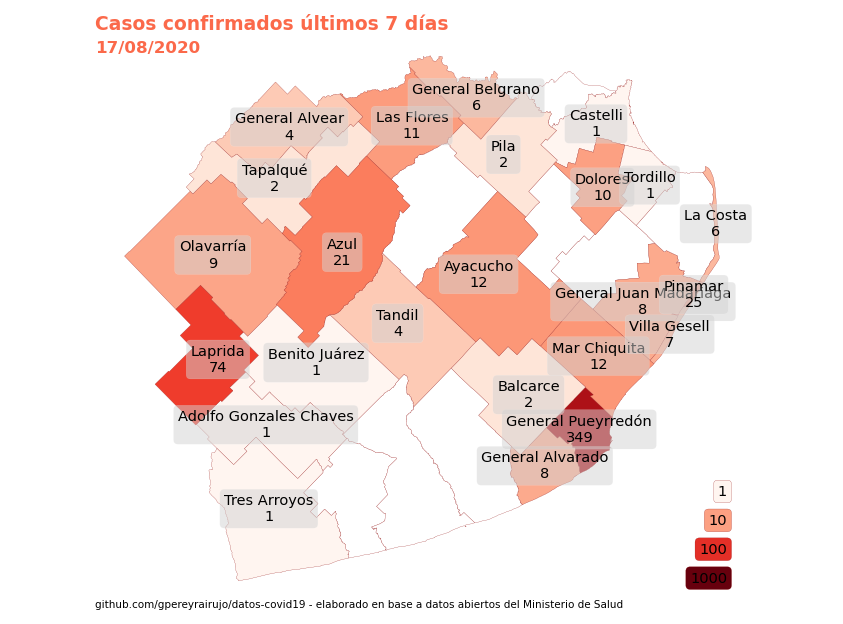 Casos confirmados últimos 7 días
17/08/2020
General Belgrano
6
General Alvear
4
Las Flores
11
Castelli
1
Pila
2
Tapalqué
2
Dolores
10
Tordillo
1
La Costa
6
Olavarría
9
Azul
21
Ayacucho
12
Pinamar
25
General Juan Madariaga
8
Tandil
4
Villa Gesell
7
Laprida
74
Benito Juárez
1
Mar Chiquita
12
Balcarce
2
Adolfo Gonzales Chaves
1
General Pueyrredón
349
General Alvarado
8
Tres Arroyos
1
1
10
100
1000
github.com/gpereyrairujo/datos-covid19 - elaborado en base a datos abiertos del Ministerio de Salud